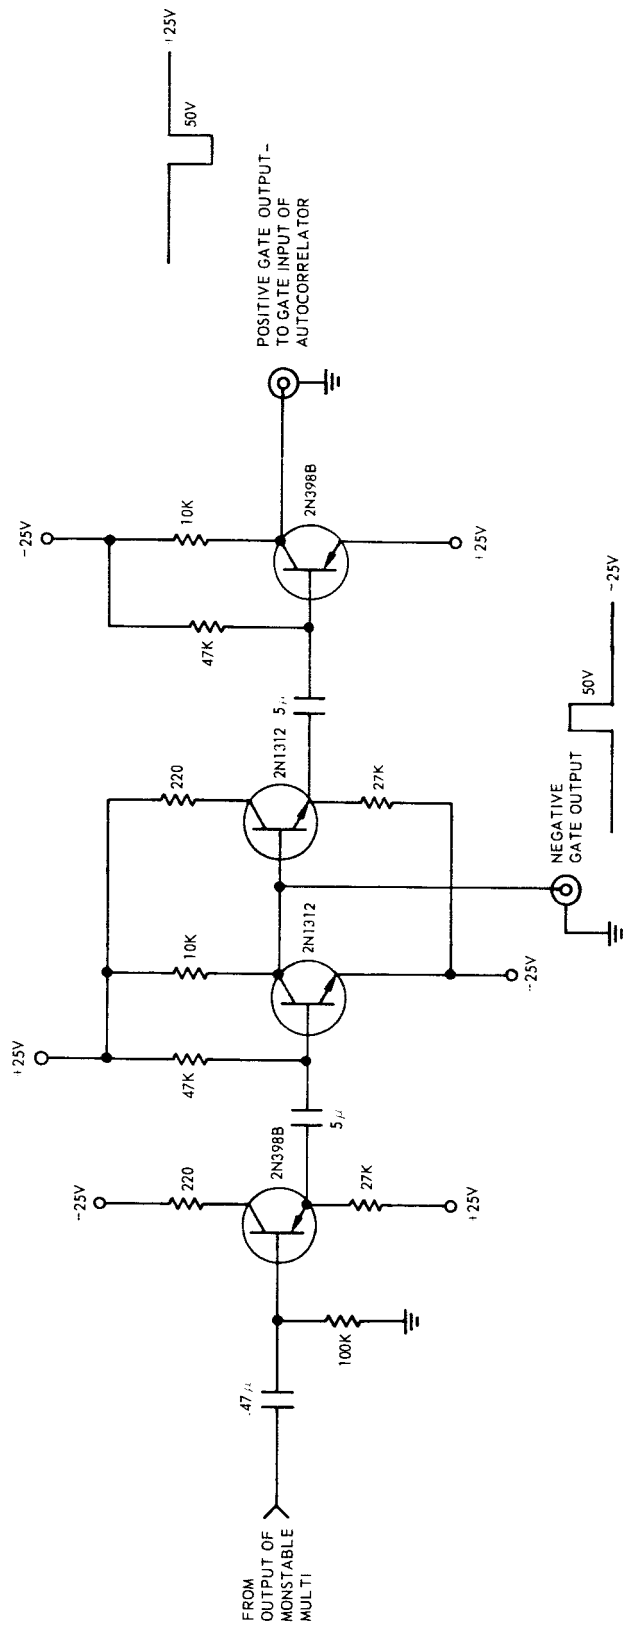 FROM
OUTPUT OF
MONSTABLE
MULTI
.47μ
100K
-25V
220
2N398B
27K
+25V
5μ
+25V
47K
10K
2N1312
-25V
220
2N1312
27K
NEGATIVE
GATE OUTPUT
50V
-25V
5μ
-25V
47K
10K
2N398B
+25V
POSITIVE GATE OUTPUT-
TO GATE INPUT OF
AUTOCORRELATOR
50V
+25V